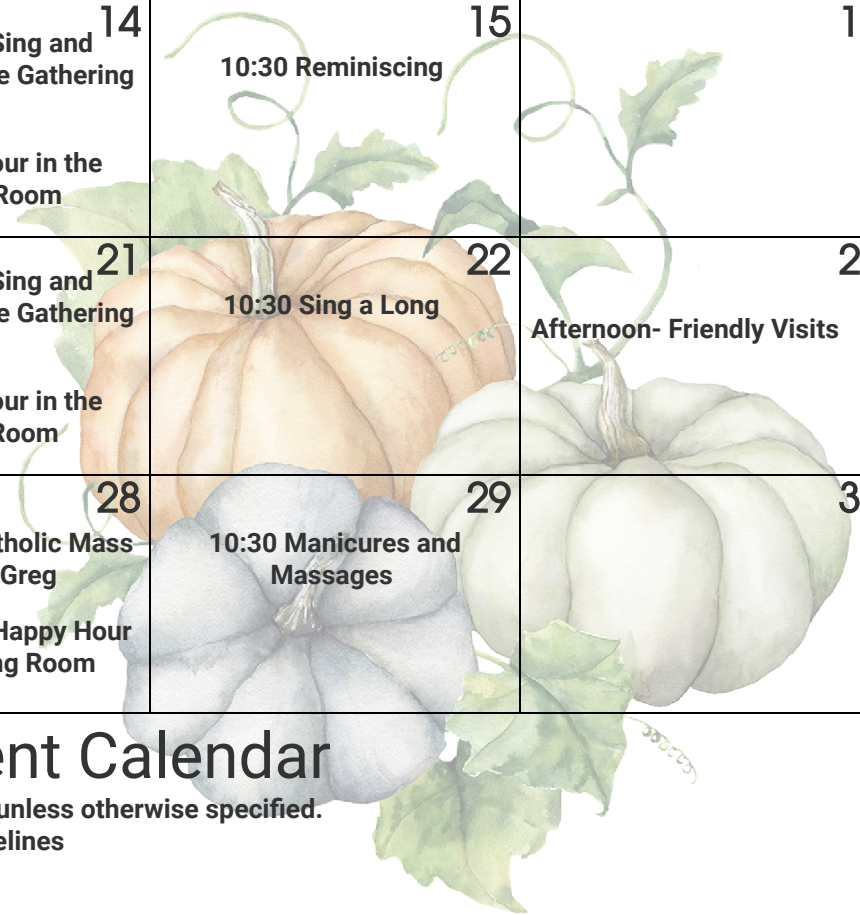 14
Sing and
e Gathering
our in the
Room
15
10:30 Reminiscing
1
21
Sing and
e Gathering
our in the
Room
22
10:30 Sing a Long
2
Afternoon- Friendly Visits
28
tholic Mass
Greg
Happy Hour
ng Room
29
10:30 Manicures and
Massages
3
ent Calendar
unless otherwise specified.
elines